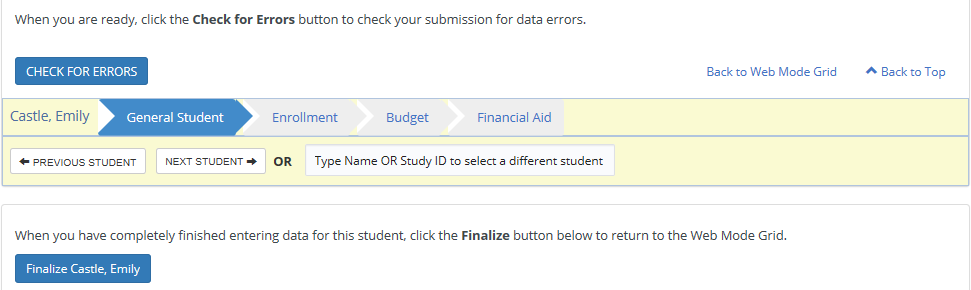 When you are ready, click the Check for Errors button to check your submission for data errors.
CHECK FOR ERRORS Back to Web Mode Grid Back to Top
Castle, Emily General Student Enrollment Budget Financial Aid
PREVIOUS STUDENT NEXT STUDENT OR Type Name OR Study ID to select a different student
When you have completely finished entering data for this student, click the Finalize button below to return to the Web Mode Grid.
Finalize Castle, Emily